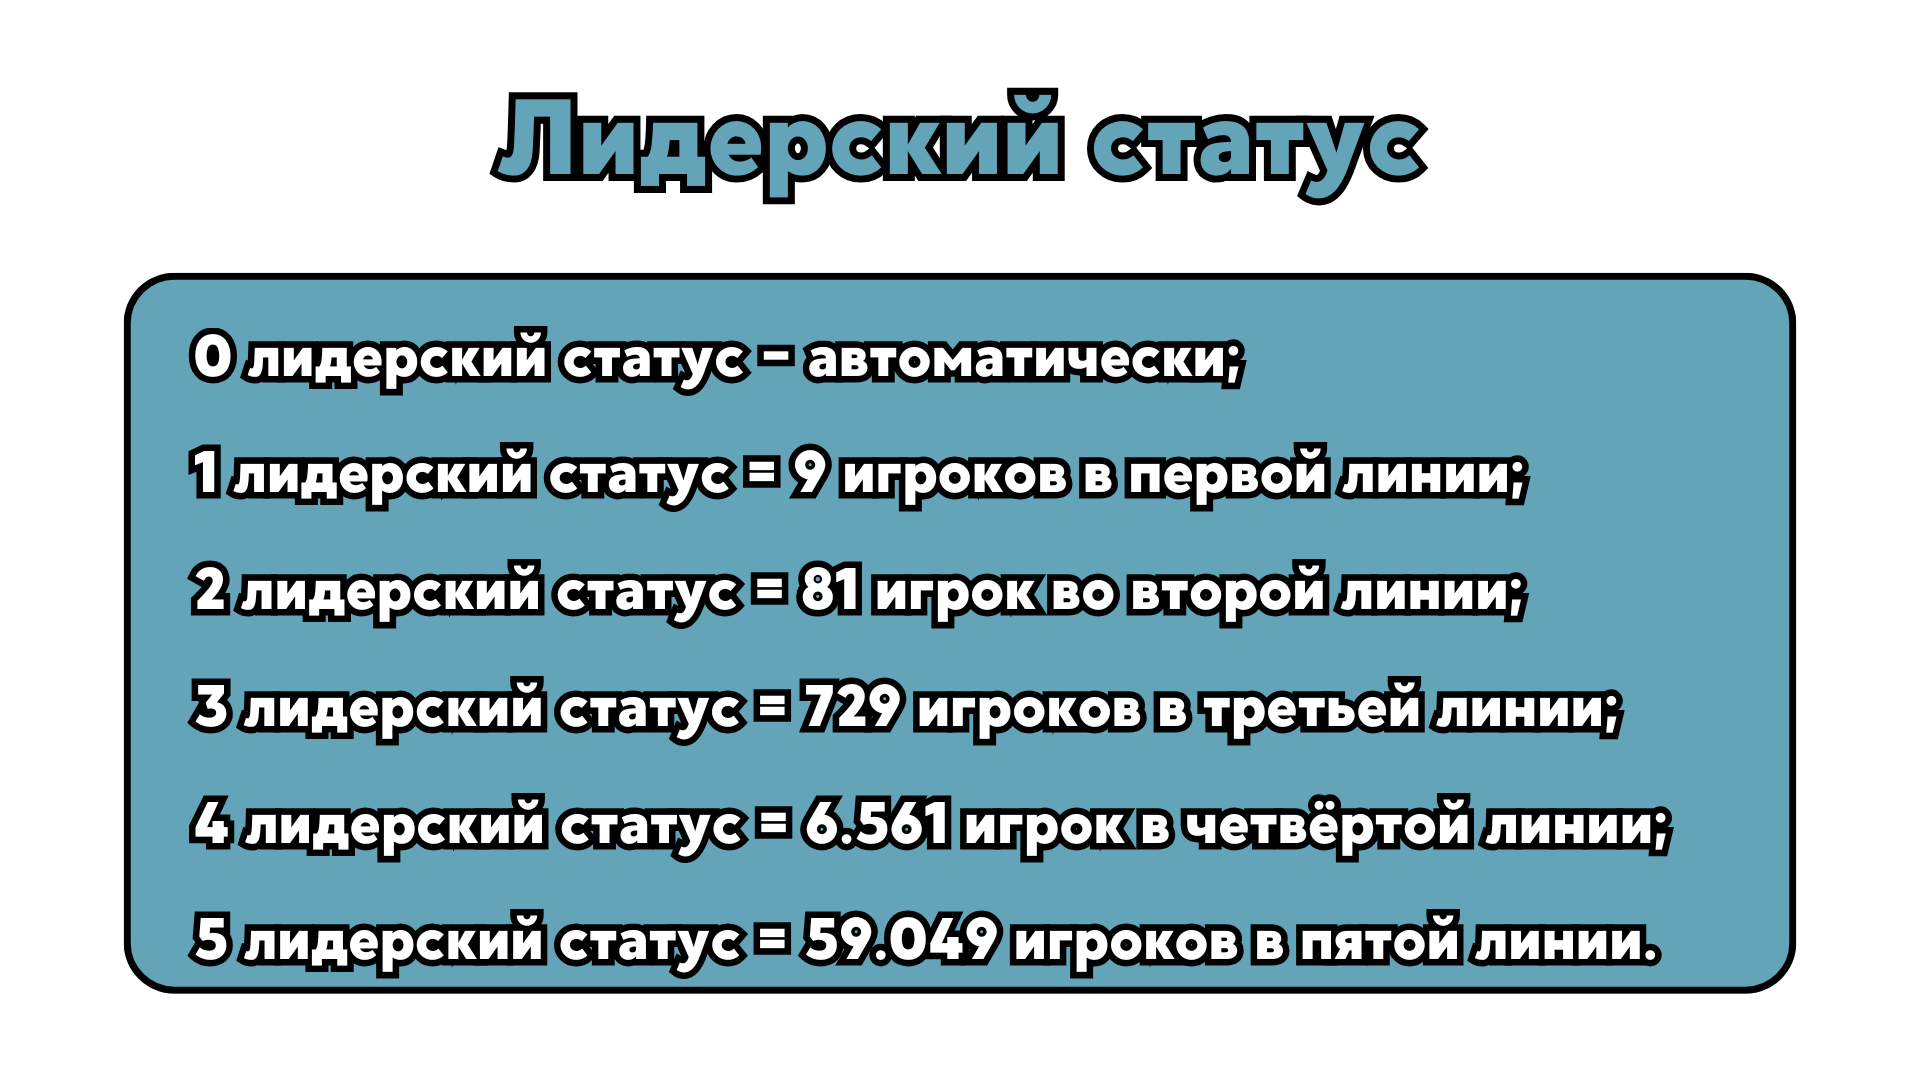 Лидерский статус
0 лидерский статус - автоматически;
1 лидерский статус = 9 игроков в первой линии;
2 лидерский статус = 81 игрок во второй линии;
3 лидерский статус = 729 игроков в третьей линии;
4 лидерский статус = 6.561 игрок в четвёртой линии;
5 лидерский статус = 59.049 игроков в пятой линии.